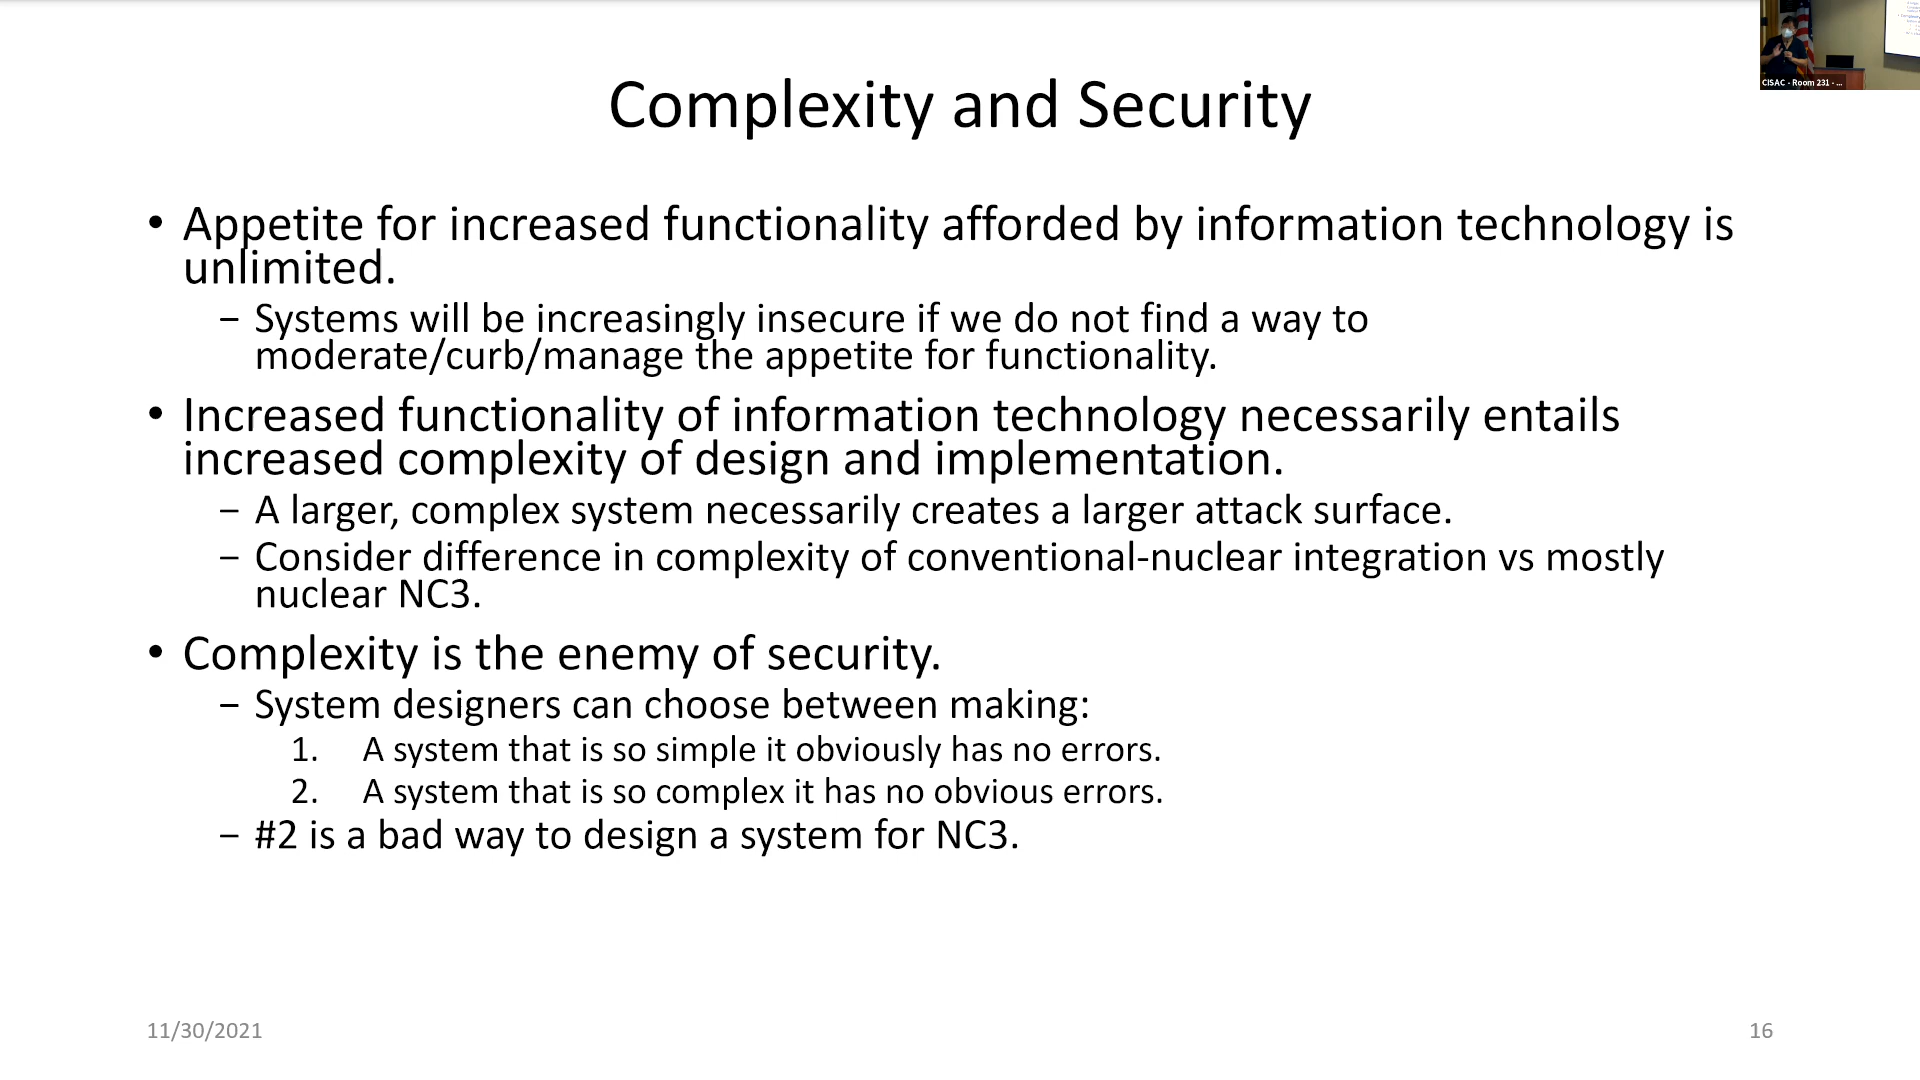 CISAC - Room 231 - ...
Complexity and Security
• Appetite for increased functionality afforded by information technology is
unlimited.
– Systems will be increasingly insecure if we do not find a way to
moderate/curb/manage the appetite for functionality.
• Increased functionality of information technology necessarily entails
increased complexity of design and implementation.
– A larger, complex system necessarily creates a larger attack surface.
– Consider difference in complexity of conventional-nuclear integration vs mostly
nuclear NC3.
• Complexity is the enemy of security.
– System designers can choose between making:
1. A system that is so simple it obviously has no errors.
2. A system that is so complex it has no obvious errors.
– #2 is a bad way to design a system for NC3.
11/30/2021
16